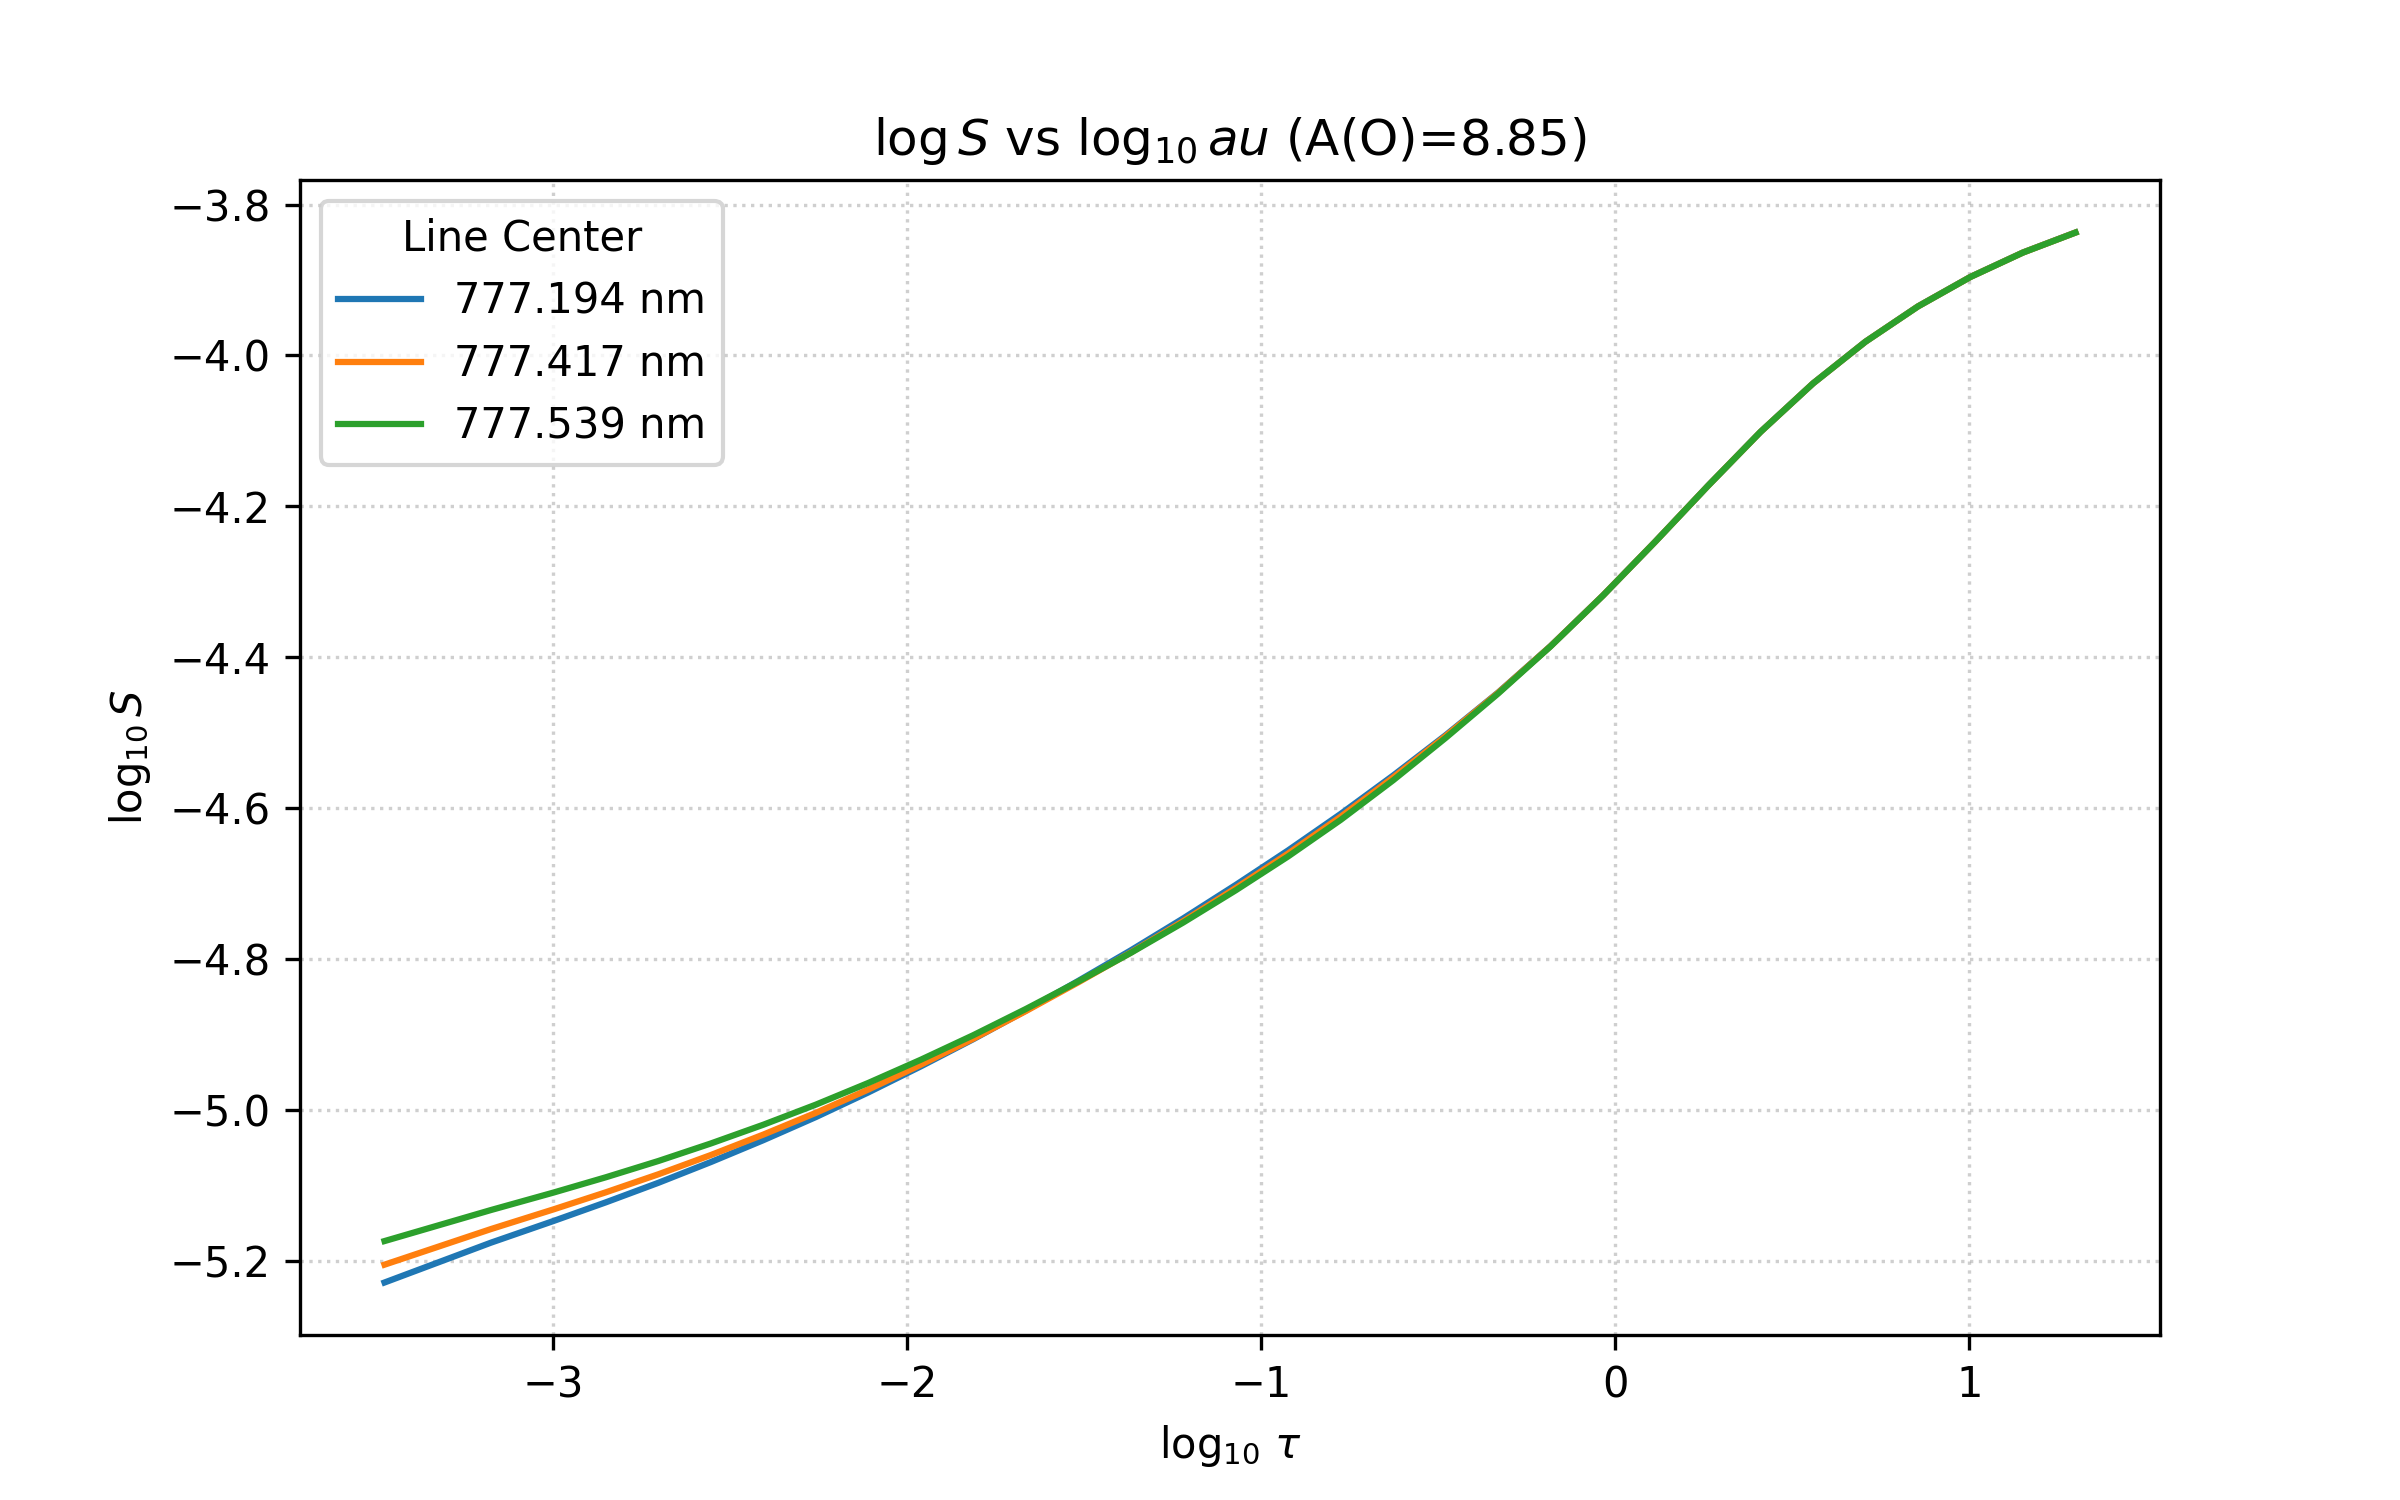 log S vs log₁₀ au (A(O)=8.85)
Line Center
777.194 nm
777.417 nm
777.539 nm
−3.8
−4.0
−4.2
−4.4
−4.6
−4.8
−5.0
−5.2
log₁₀ S
−3 −2 −1 0 1
log₁₀ τ